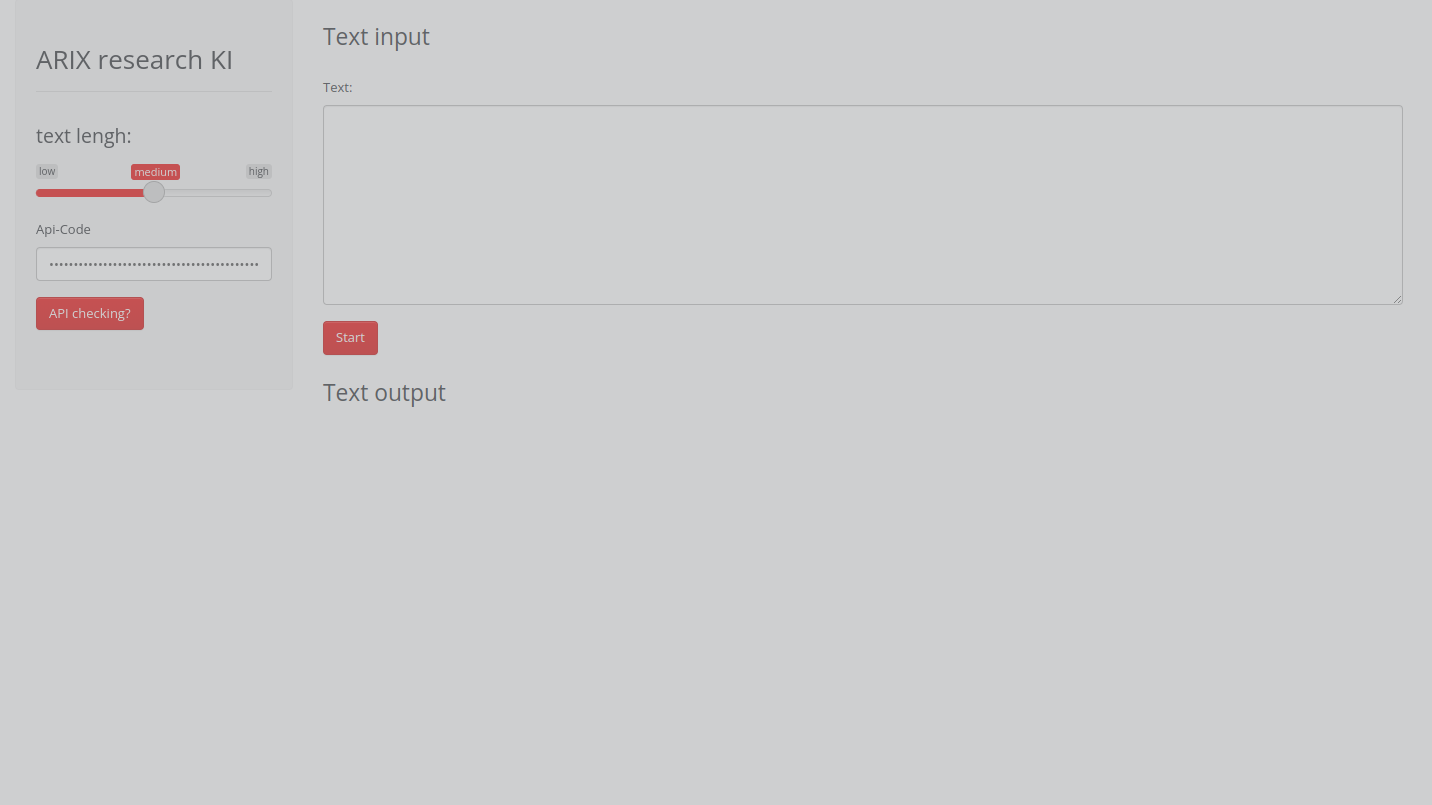 ARIX research KI
text lengh:
low medium high
Api-Code
••••••••••••••••••••••••••••••••••••••••••
API checking?
Text input
Text:
Start
Text output